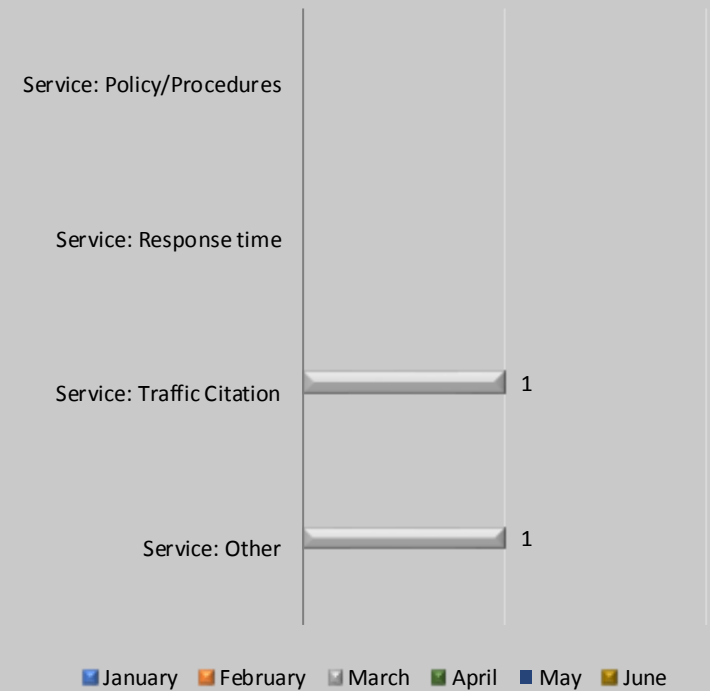 Service: Policy/Procedures
Service: Response time
Service: Traffic Citation 1
Service: Other 1
January February March April May June